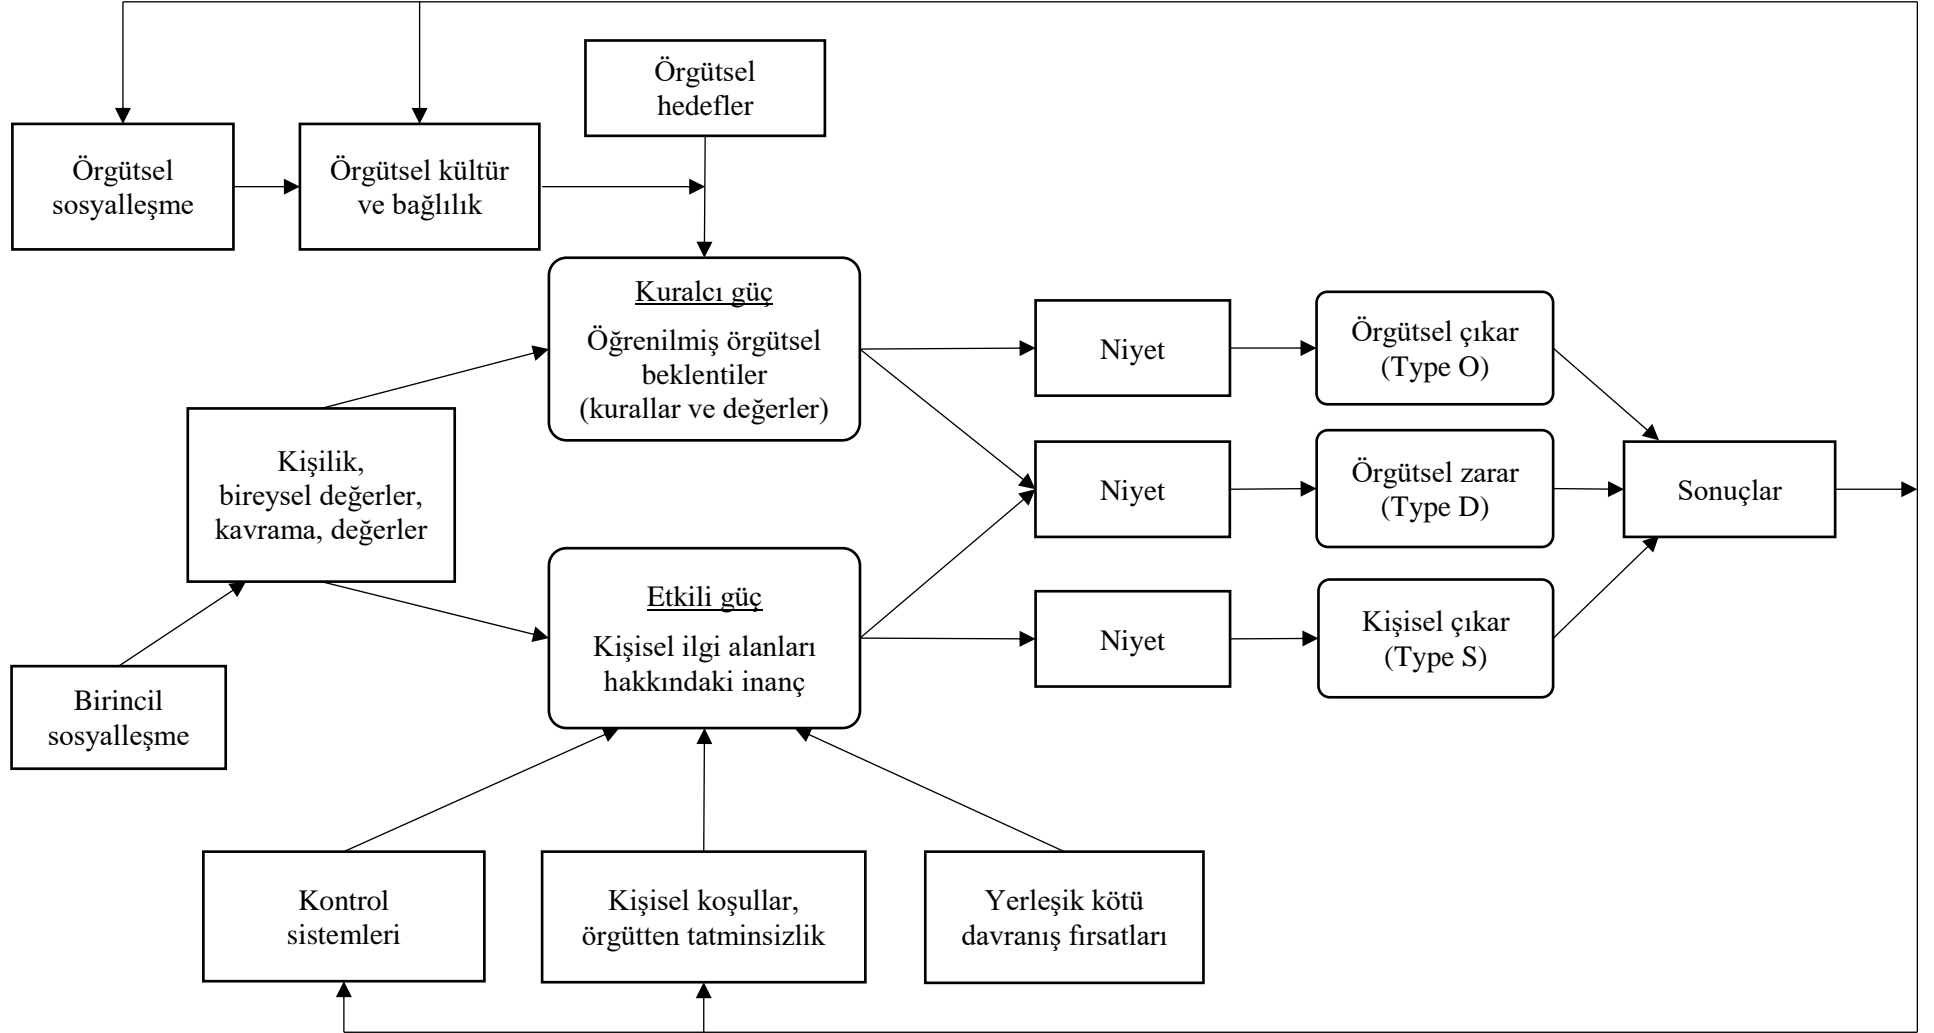 Örgütsel
hedefler
Örgütsel
sosyalleşme
Örgütsel kültür
ve bağlılık
Kuralcı güç
Öğrenilmiş örgütsel
beklentiler
(kurallar ve değerler)
Niyet
Örgütsel çıkar
(Type O)
Kişilik,
bireysel değerler,
kavrama, değerler
Niyet
Örgütsel zarar
(Type D)
Sonuçlar
Etkili güç
Kişisel ilgi alanları
hakkındaki inanç
Niyet
Kişisel çıkar
(Type S)
Birincil
sosyalleşme
Kontrol
sistemleri
Kişisel koşullar,
örgütten tatminsizlik
Yerleşik kötü
davranış fırsatları